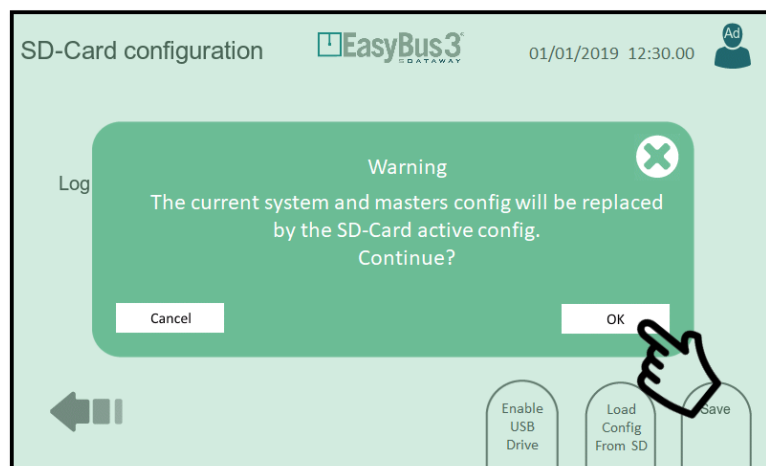 SD-Card configuration
EasyBus3
DATAWAY
01/01/2019 12:30.00
Ad
Log
Warning
The current system and masters config will be replaced
by the SD-Card active config.
Continue?
Cancel
OK
Enable
USB
Drive
Load
Config
From SD
Save